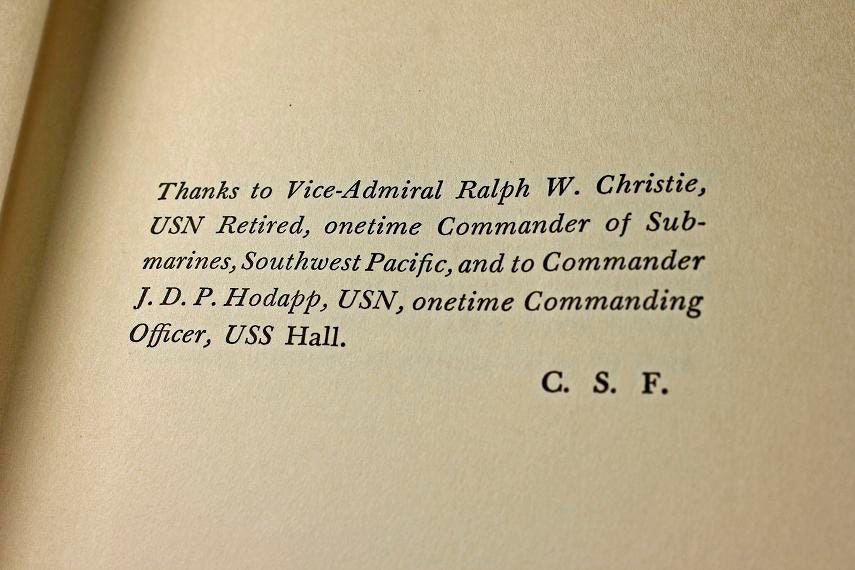 Thanks to Vice-Admiral Ralph W. Christie,
USN Retired, onetime Commander of Sub-
marines, Southwest Pacific, and to Commander
J. D. P. Hodapp, USN, onetime Commanding
Officer, USS Hall.
C. S. F.